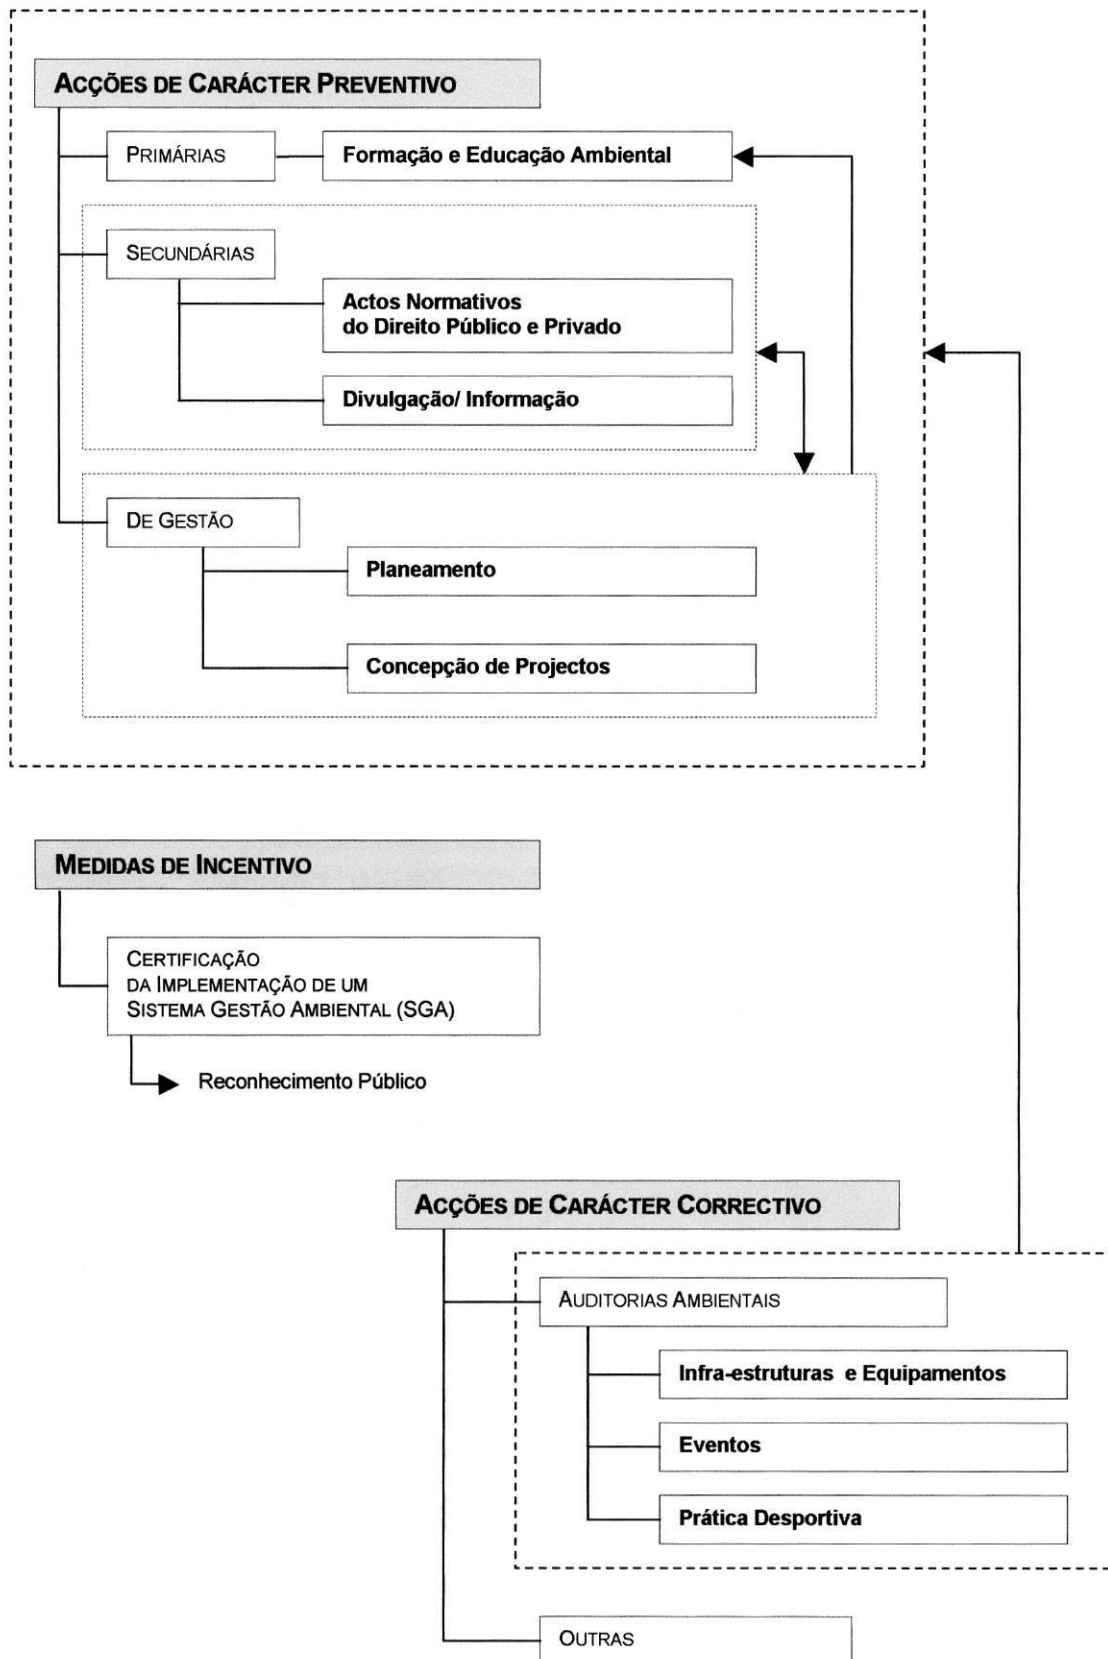 ACÇÕES DE CARÁCTER PREVENTIVO
PRIMÁRIAS
Formação e Educação Ambiental
SECUNDÁRIAS
Actos Normativos
do Direito Público e Privado
Divulgação/ Informação
DE GESTÃO
Planeamento
Concepção de Projectos
MEDIDAS DE INCENTIVO
CERTIFICAÇÃO
DA IMPLEMENTAÇÃO DE UM
SISTEMA GESTÃO AMBIENTAL (SGA)
Reconhecimento Público
ACÇÕES DE CARÁCTER CORRECTIVO
AUDITORIAS AMBIENTAIS
Infra-estruturas e Equipamentos
Eventos
Prática Desportiva
OUTRAS